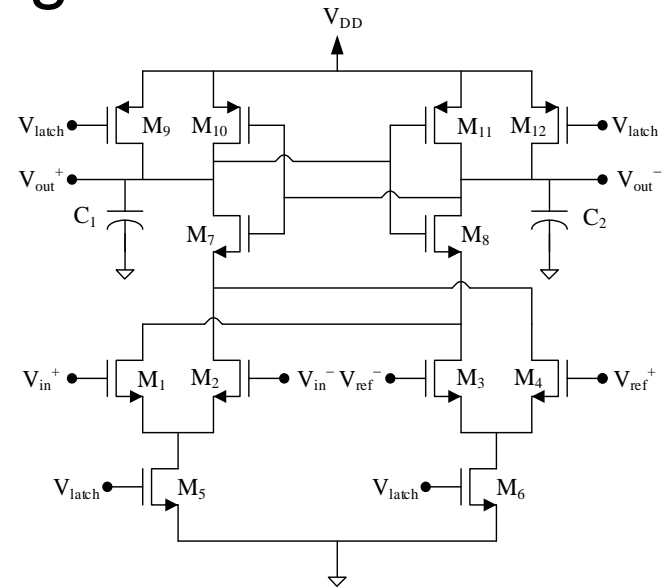 V_DD
V_latch M_9 M_10 M_11 M_12 V_latch
V_out^+ V_out^-
C_1 C_2
M_7 M_8
V_in^+ M_1 M_2 V_in^- V_ref^- M_3 M_4 V_ref^+
V_latch M_5 V_latch M_6